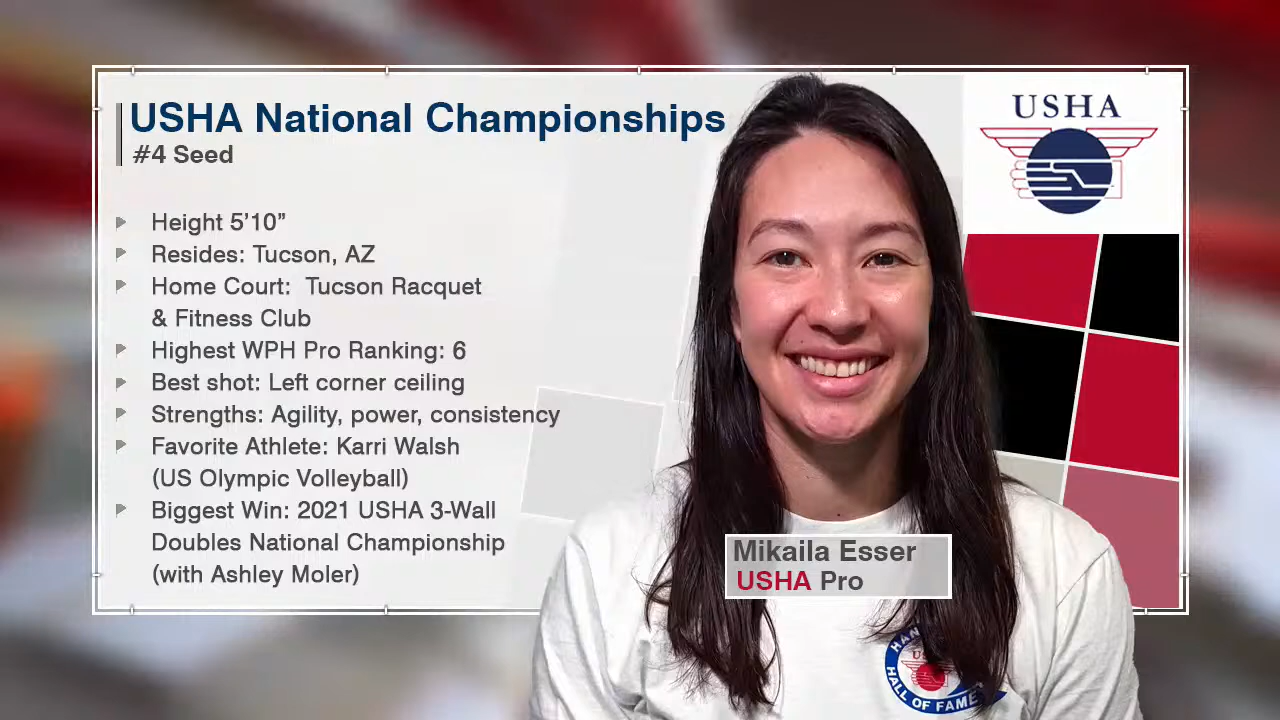 USHA National Championships
#4 Seed
Height 5’10”
Resides: Tucson, AZ
Home Court: Tucson Racquet
& Fitness Club
Highest WPH Pro Ranking: 6
Best shot: Left corner ceiling
Strengths: Agility, power, consistency
Favorite Athlete: Karri Walsh
(US Olympic Volleyball)
Biggest Win: 2021 USHA 3-Wall
Doubles National Championship
(with Ashley Moler)
USHA
Mikaila Esser
USHA Pro
HALL OF FAME